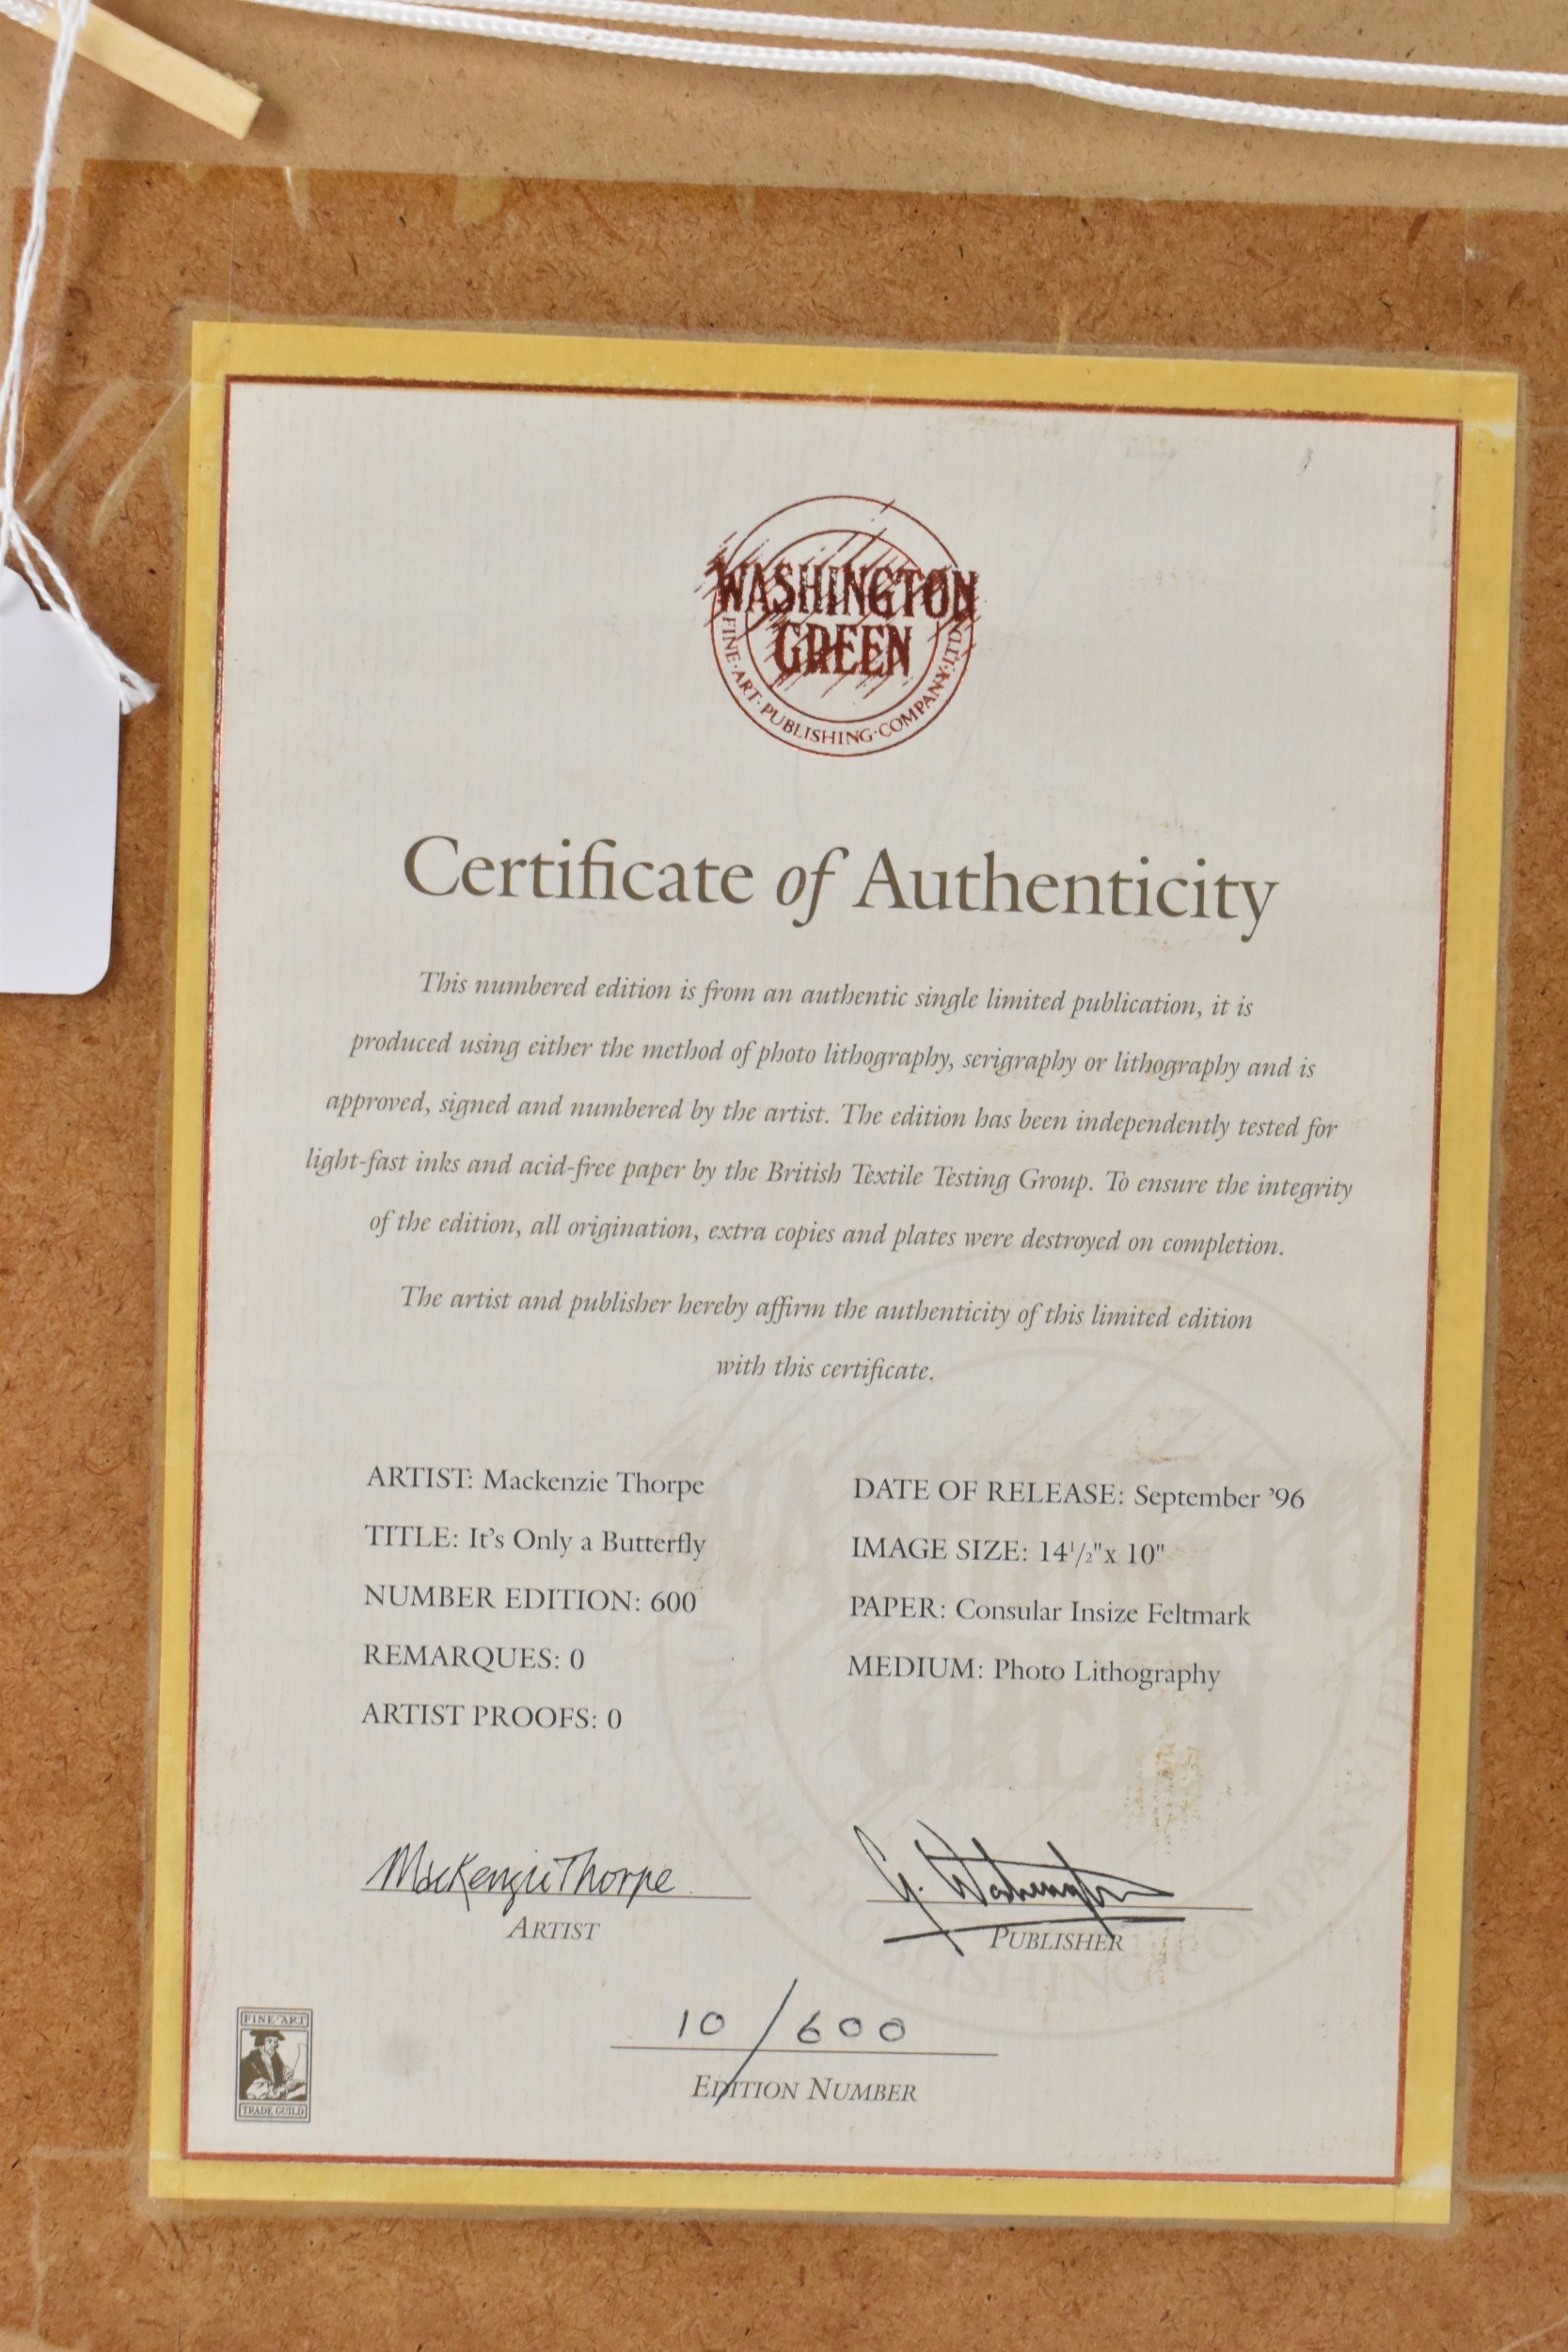 WASHINGTON
GREEN
FINE·ART·PUBLISHING·COMPANY·LTD
Certificate of Authenticity
This numbered edition is from an authentic single limited publication, it is
produced using either the method of photo lithography, serigraphy or lithography and is
approved, signed and numbered by the artist. The edition has been independently tested for
light-fast inks and acid-free paper by the British Textile Testing Group. To ensure the integrity
of the edition, all origination, extra copies and plates were destroyed on completion.
The artist and publisher hereby affirm the authenticity of this limited edition
with this certificate.
ARTIST: Mackenzie Thorpe
TITLE: It's Only a Butterfly
NUMBER EDITION: 600
REMARQUES: 0
ARTIST PROOFS: 0
DATE OF RELEASE: September '96
IMAGE SIZE: 14 1/2" x 10"
PAPER: Consular Insize Feltmark
MEDIUM: Photo Lithography
Mackenzie Thorpe
ARTIST
G. Washington
PUBLISHER
10/600
EDITION NUMBER
FINE ART
TRADE GUILD